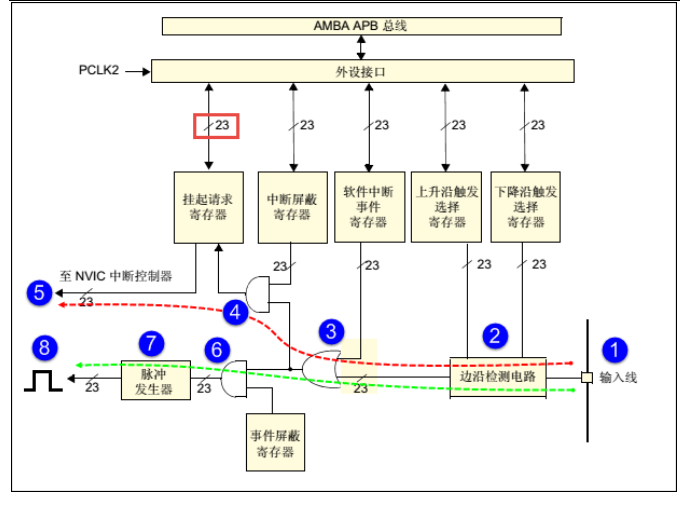 AMBA APB 总线
PCLK2
外设接口
23
23
23
23
23
挂起请求
寄存器
中断屏蔽
寄存器
软件中断
事件
寄存器
上升沿触发
选择
寄存器
下降沿触发
选择
寄存器
至 NVIC 中断控制器
23
23
23
23
5
23
4
3
2
1
8
7
6
脉冲
发生器
23
23
23
边沿检测电路
输入线
事件屏蔽
寄存器